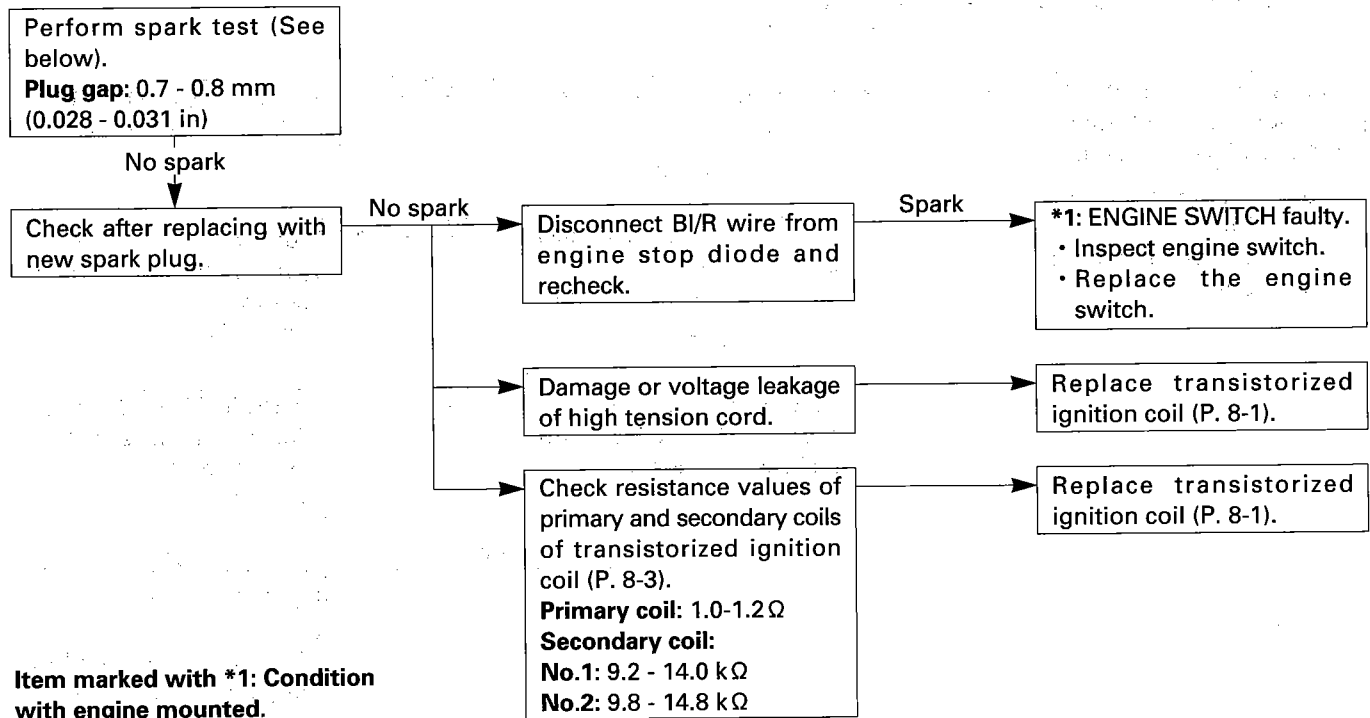 Perform spark test (See
below).
Plug gap: 0.7 - 0.8 mm
(0.028 - 0.031 in)
No spark
Check after replacing with
new spark plug.
No spark
Disconnect Bl/R wire from
engine stop diode and
recheck.
Spark
*1: ENGINE SWITCH faulty.
· Inspect engine switch.
· Replace the engine
switch.
Damage or voltage leakage
of high tension cord.
Replace transistorized
ignition coil (P. 8-1).
Check resistance values of
primary and secondary coils
of transistorized ignition
coil (P. 8-3).
Primary coil: 1.0-1.2 Ω
Secondary coil:
No.1: 9.2 - 14.0 kΩ
No.2: 9.8 - 14.8 kΩ
Replace transistorized
ignition coil (P. 8-1).
Item marked with *1: Condition
with engine mounted.